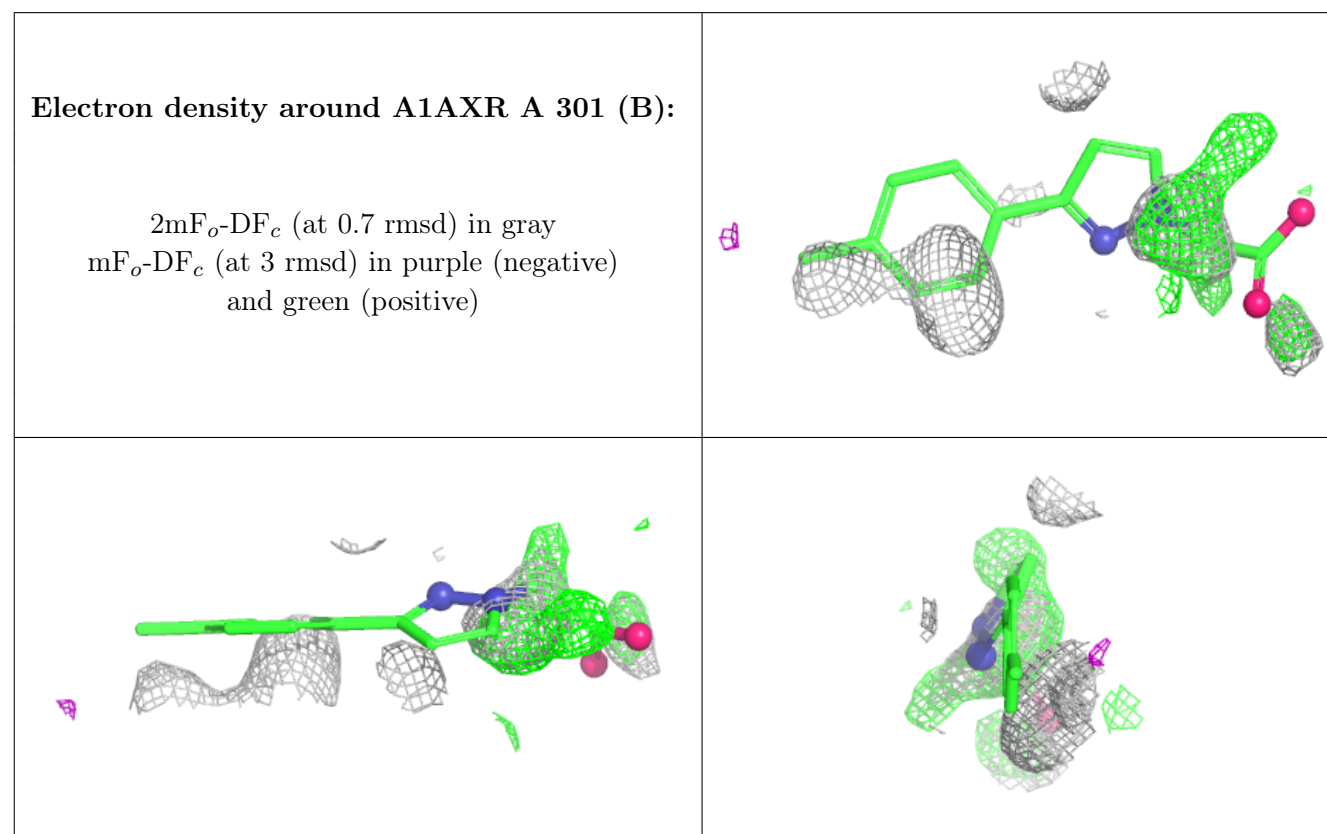 Electron density around A1AXR A 301 (B):
2mFo-DFc (at 0.7 rmsd) in gray
mFo-DFc (at 3 rmsd) in purple (negative)
and green (positive)